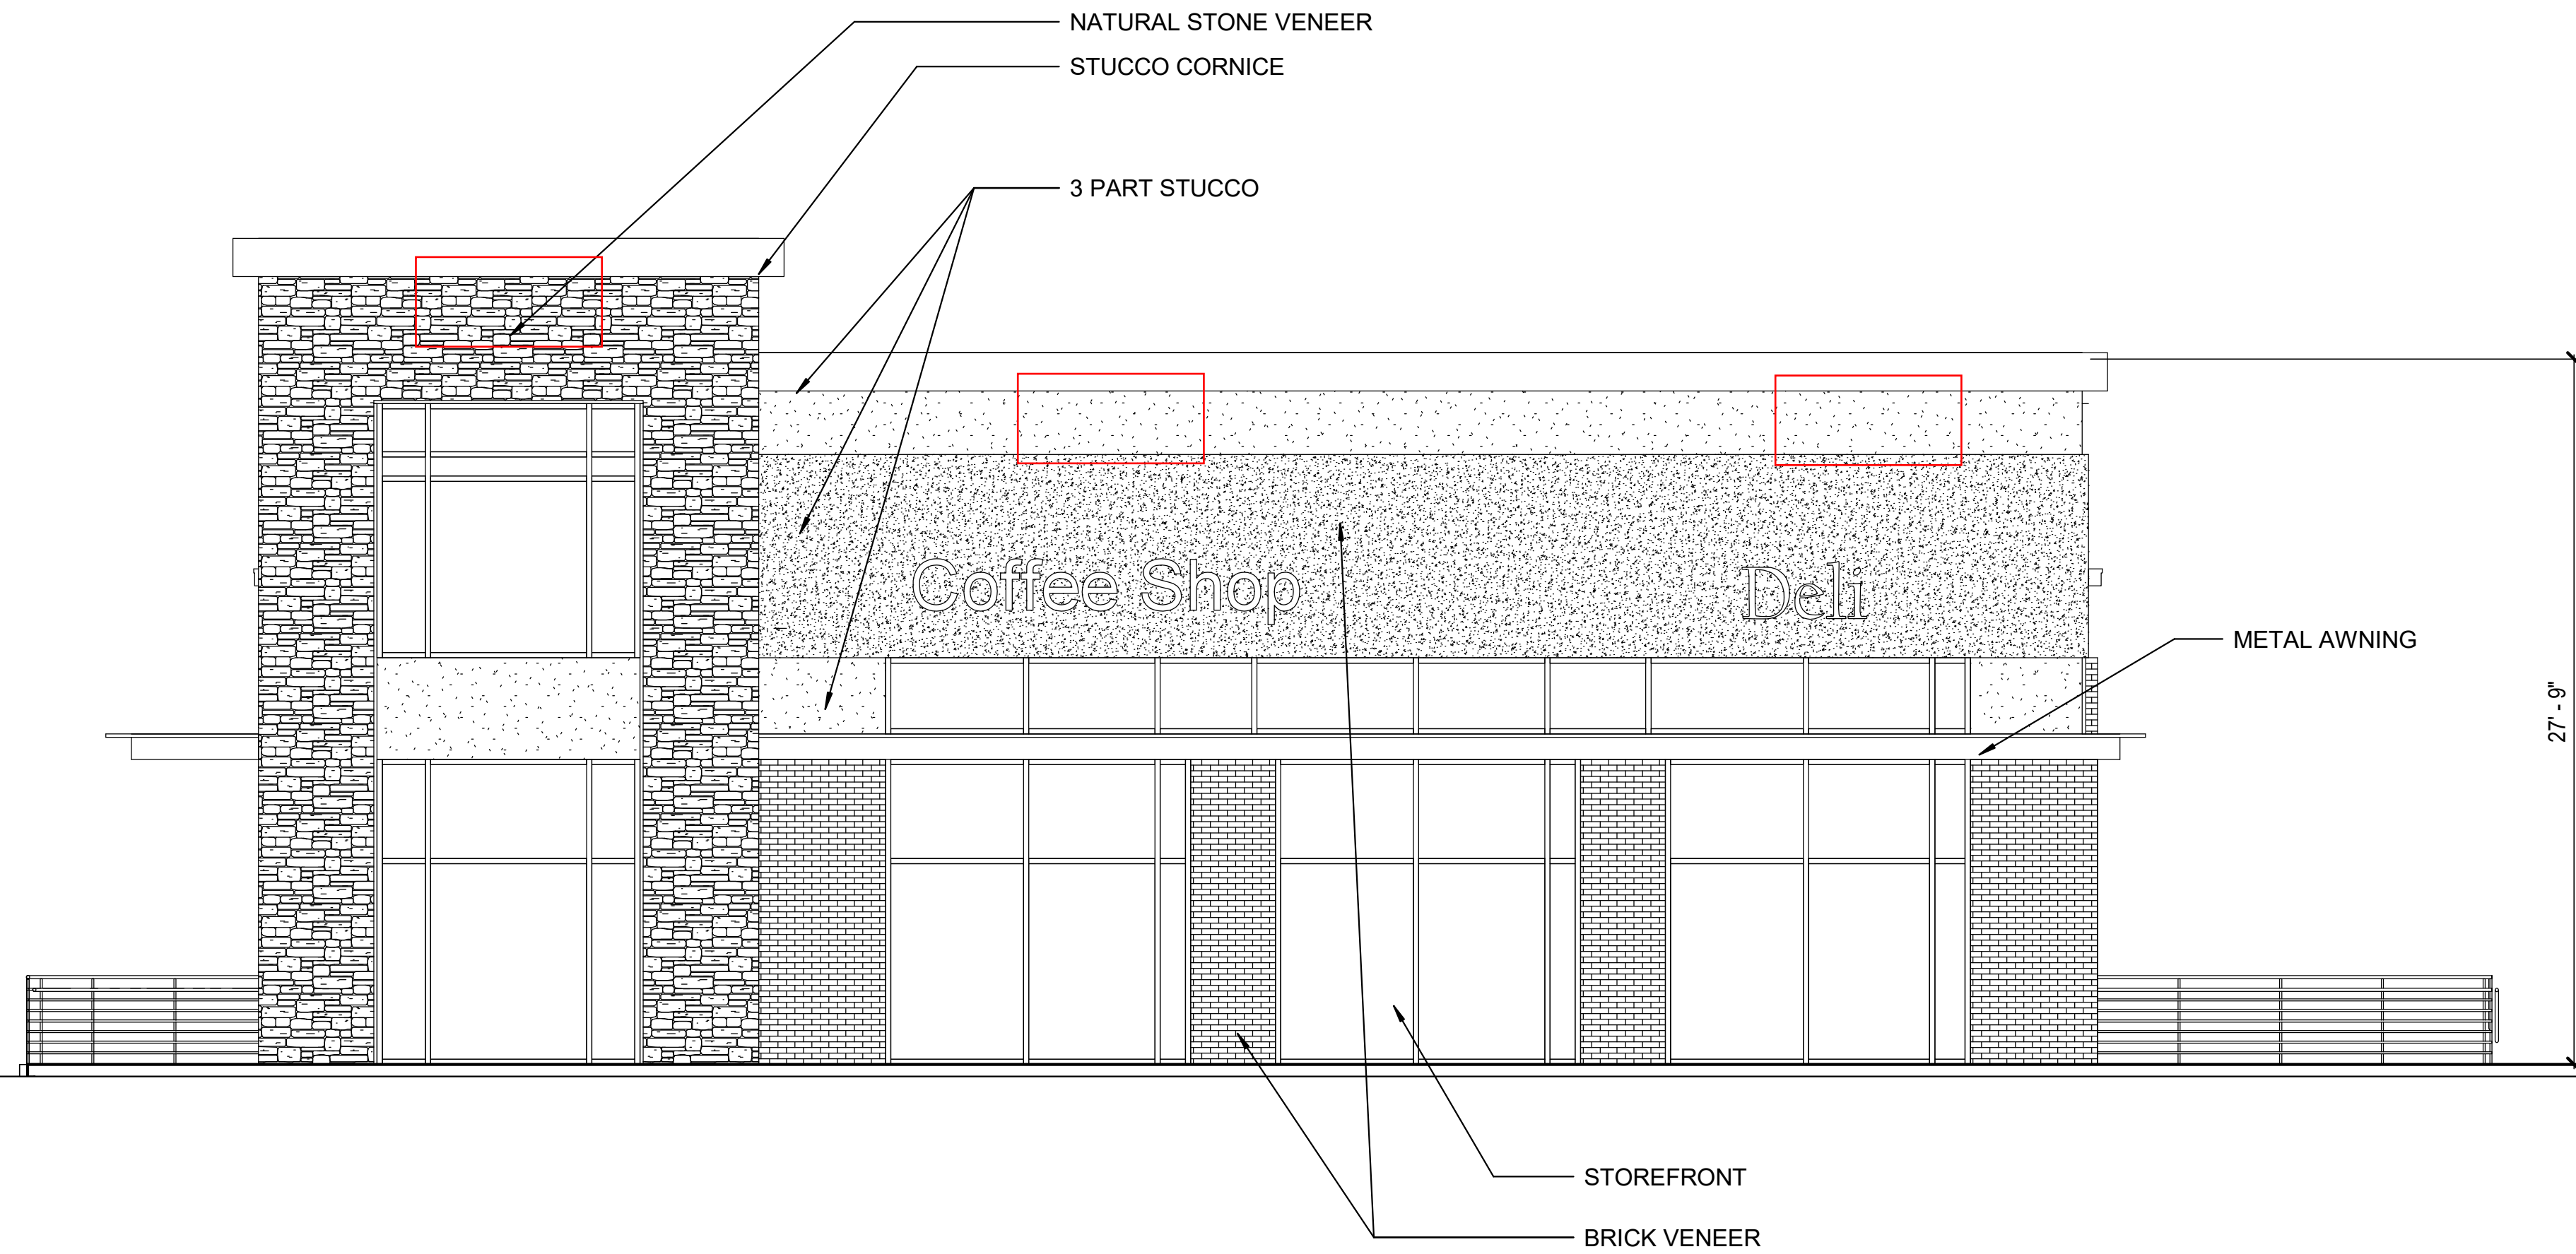 NATURAL STONE VENEER
STUCCO CORNICE
3 PART STUCCO
Coffee Shop
Deli
METAL AWNING
27' - 9"
STOREFRONT
BRICK VENEER